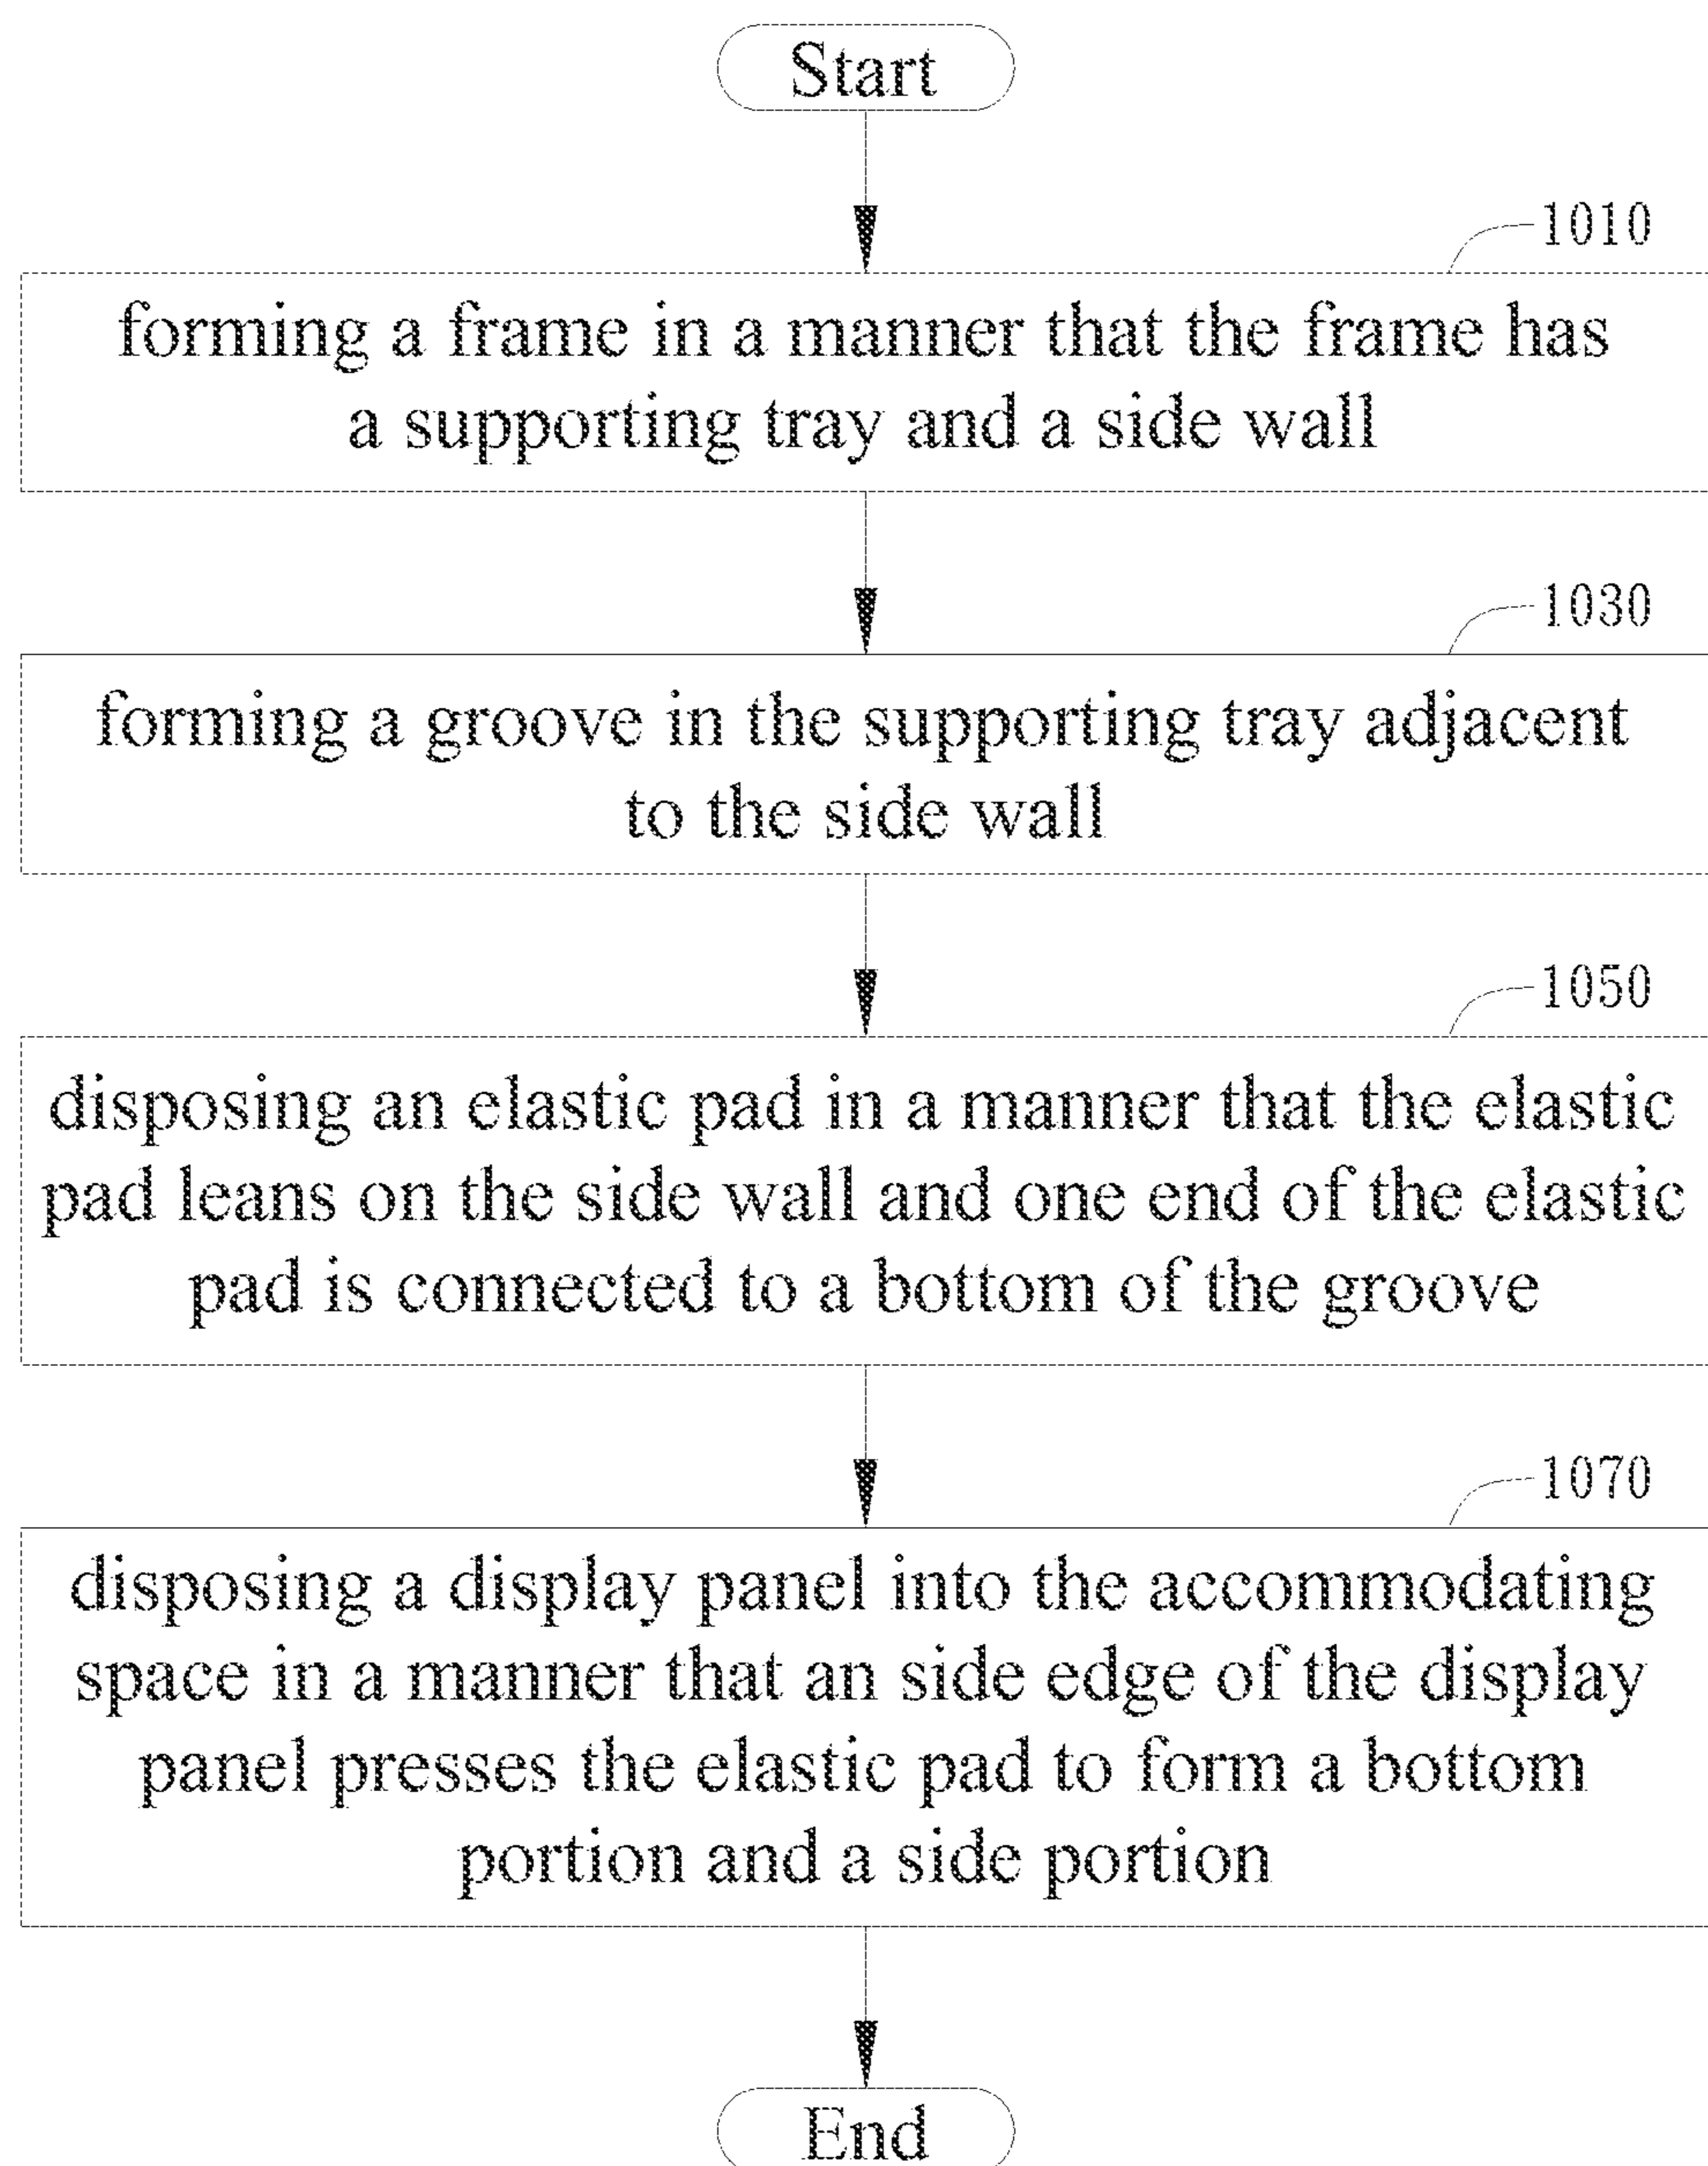 Start
1010
forming a frame in a manner that the frame has
a supporting tray and a side wall
1030
forming a groove in the supporting tray adjacent
to the side wall
1050
disposing an elastic pad in a manner that the elastic
pad leans on the side wall and one end of the elastic
pad is connected to a bottom of the groove
1070
disposing a display panel into the accommodating
space in a manner that an side edge of the display
panel presses the elastic pad to form a bottom
portion and a side portion
End